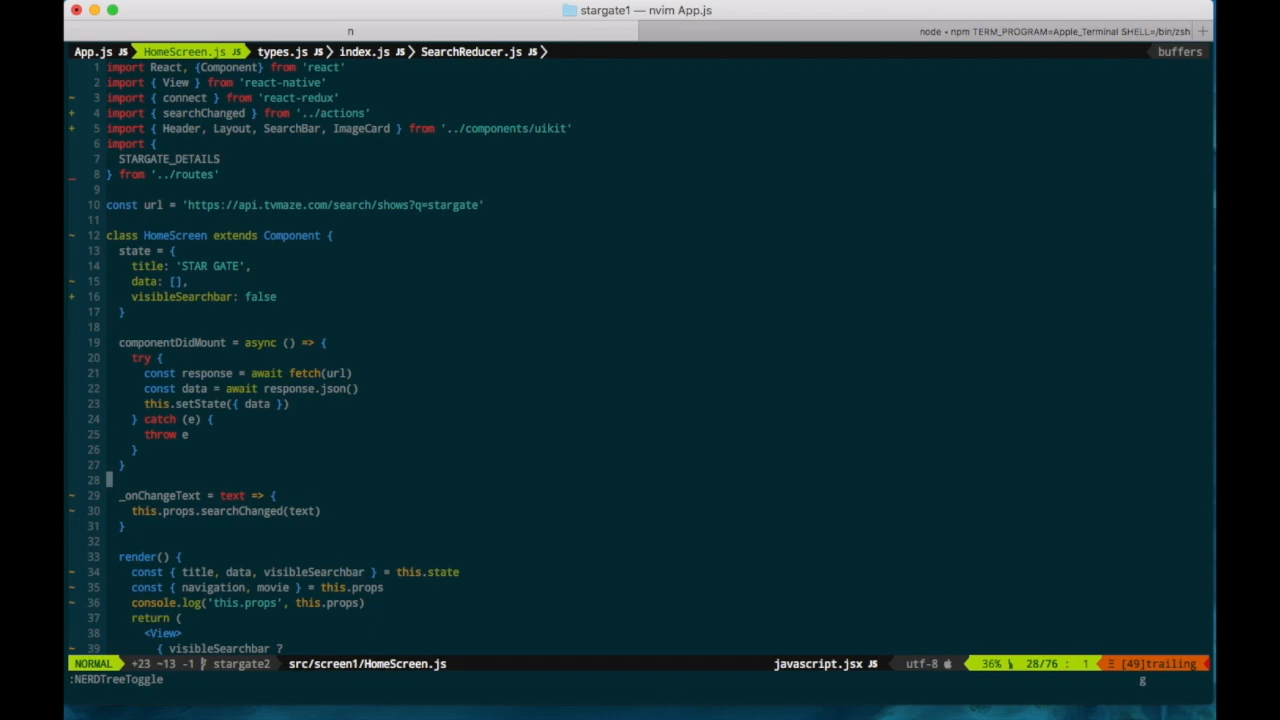 stargate1 — nvim App.js
n
node • npm TERM_PROGRAM=Apple_Terminal SHELL=/bin/zsh +
App.js JS HomeScreen.js JS types.js JS index.js JS SearchReducer.js JS buffers
1 import React, {Component} from 'react'
2 import { View } from 'react-native'
~ 3 import { connect } from 'react-redux'
+ 4 import { searchChanged } from '../actions'
+ 5 import { Header, Layout, SearchBar, ImageCard } from '../components/uikit'
6 import {
7 STARGATE_DETAILS
_ 8 } from '../routes'
9
10 const url = 'https://api.tvmaze.com/search/shows?q=stargate'
11
~ 12 class HomeScreen extends Component {
13 state = {
14 title: 'STAR GATE',
~ 15 data: [],
+ 16 visibleSearchbar: false
17 }
18
19 componentDidMount = async () => {
20 try {
21 const response = await fetch(url)
22 const data = await response.json()
23 this.setState({ data })
24 } catch (e) {
25 throw e
26 }
27 }
28
~ 29 _onChangeText = text => {
~ 30 this.props.searchChanged(text)
31 }
32
33 render() {
~ 34 const { title, data, visibleSearchbar } = this.state
~ 35 const { navigation, movie } = this.props
~ 36 console.log('this.props', this.props)
37 return (
38 <View>
~ 39 { visibleSearchbar ?
NORMAL +23 ~13 -1 stargate2 src/screen1/HomeScreen.js javascript.jsx JS utf-8 36% 28/76 : 1 Ξ [49]trailing
:NERDTreeToggle g